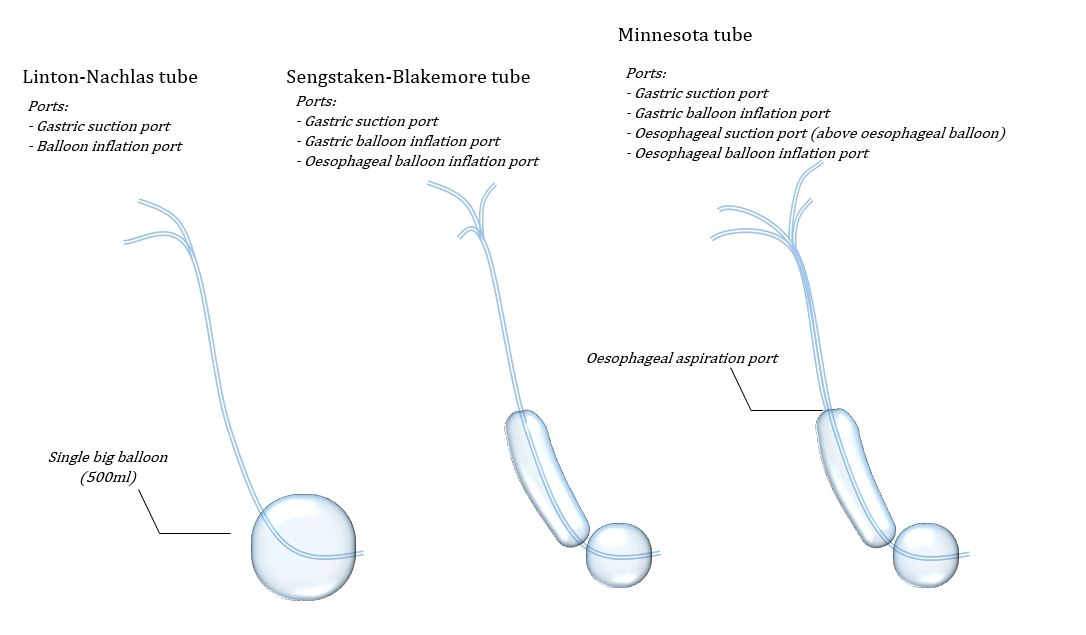 Linton-Nachlas tube
Ports:
- Gastric suction port
- Balloon inflation port
Sengstaken-Blakemore tube
Ports:
- Gastric suction port
- Gastric balloon inflation port
- Oesophageal balloon inflation port
Minnesota tube
Ports:
- Gastric suction port
- Gastric balloon inflation port
- Oesophageal suction port (above oesophageal balloon)
- Oesophageal balloon inflation port
Oesophageal aspiration port
Single big balloon
(500ml)